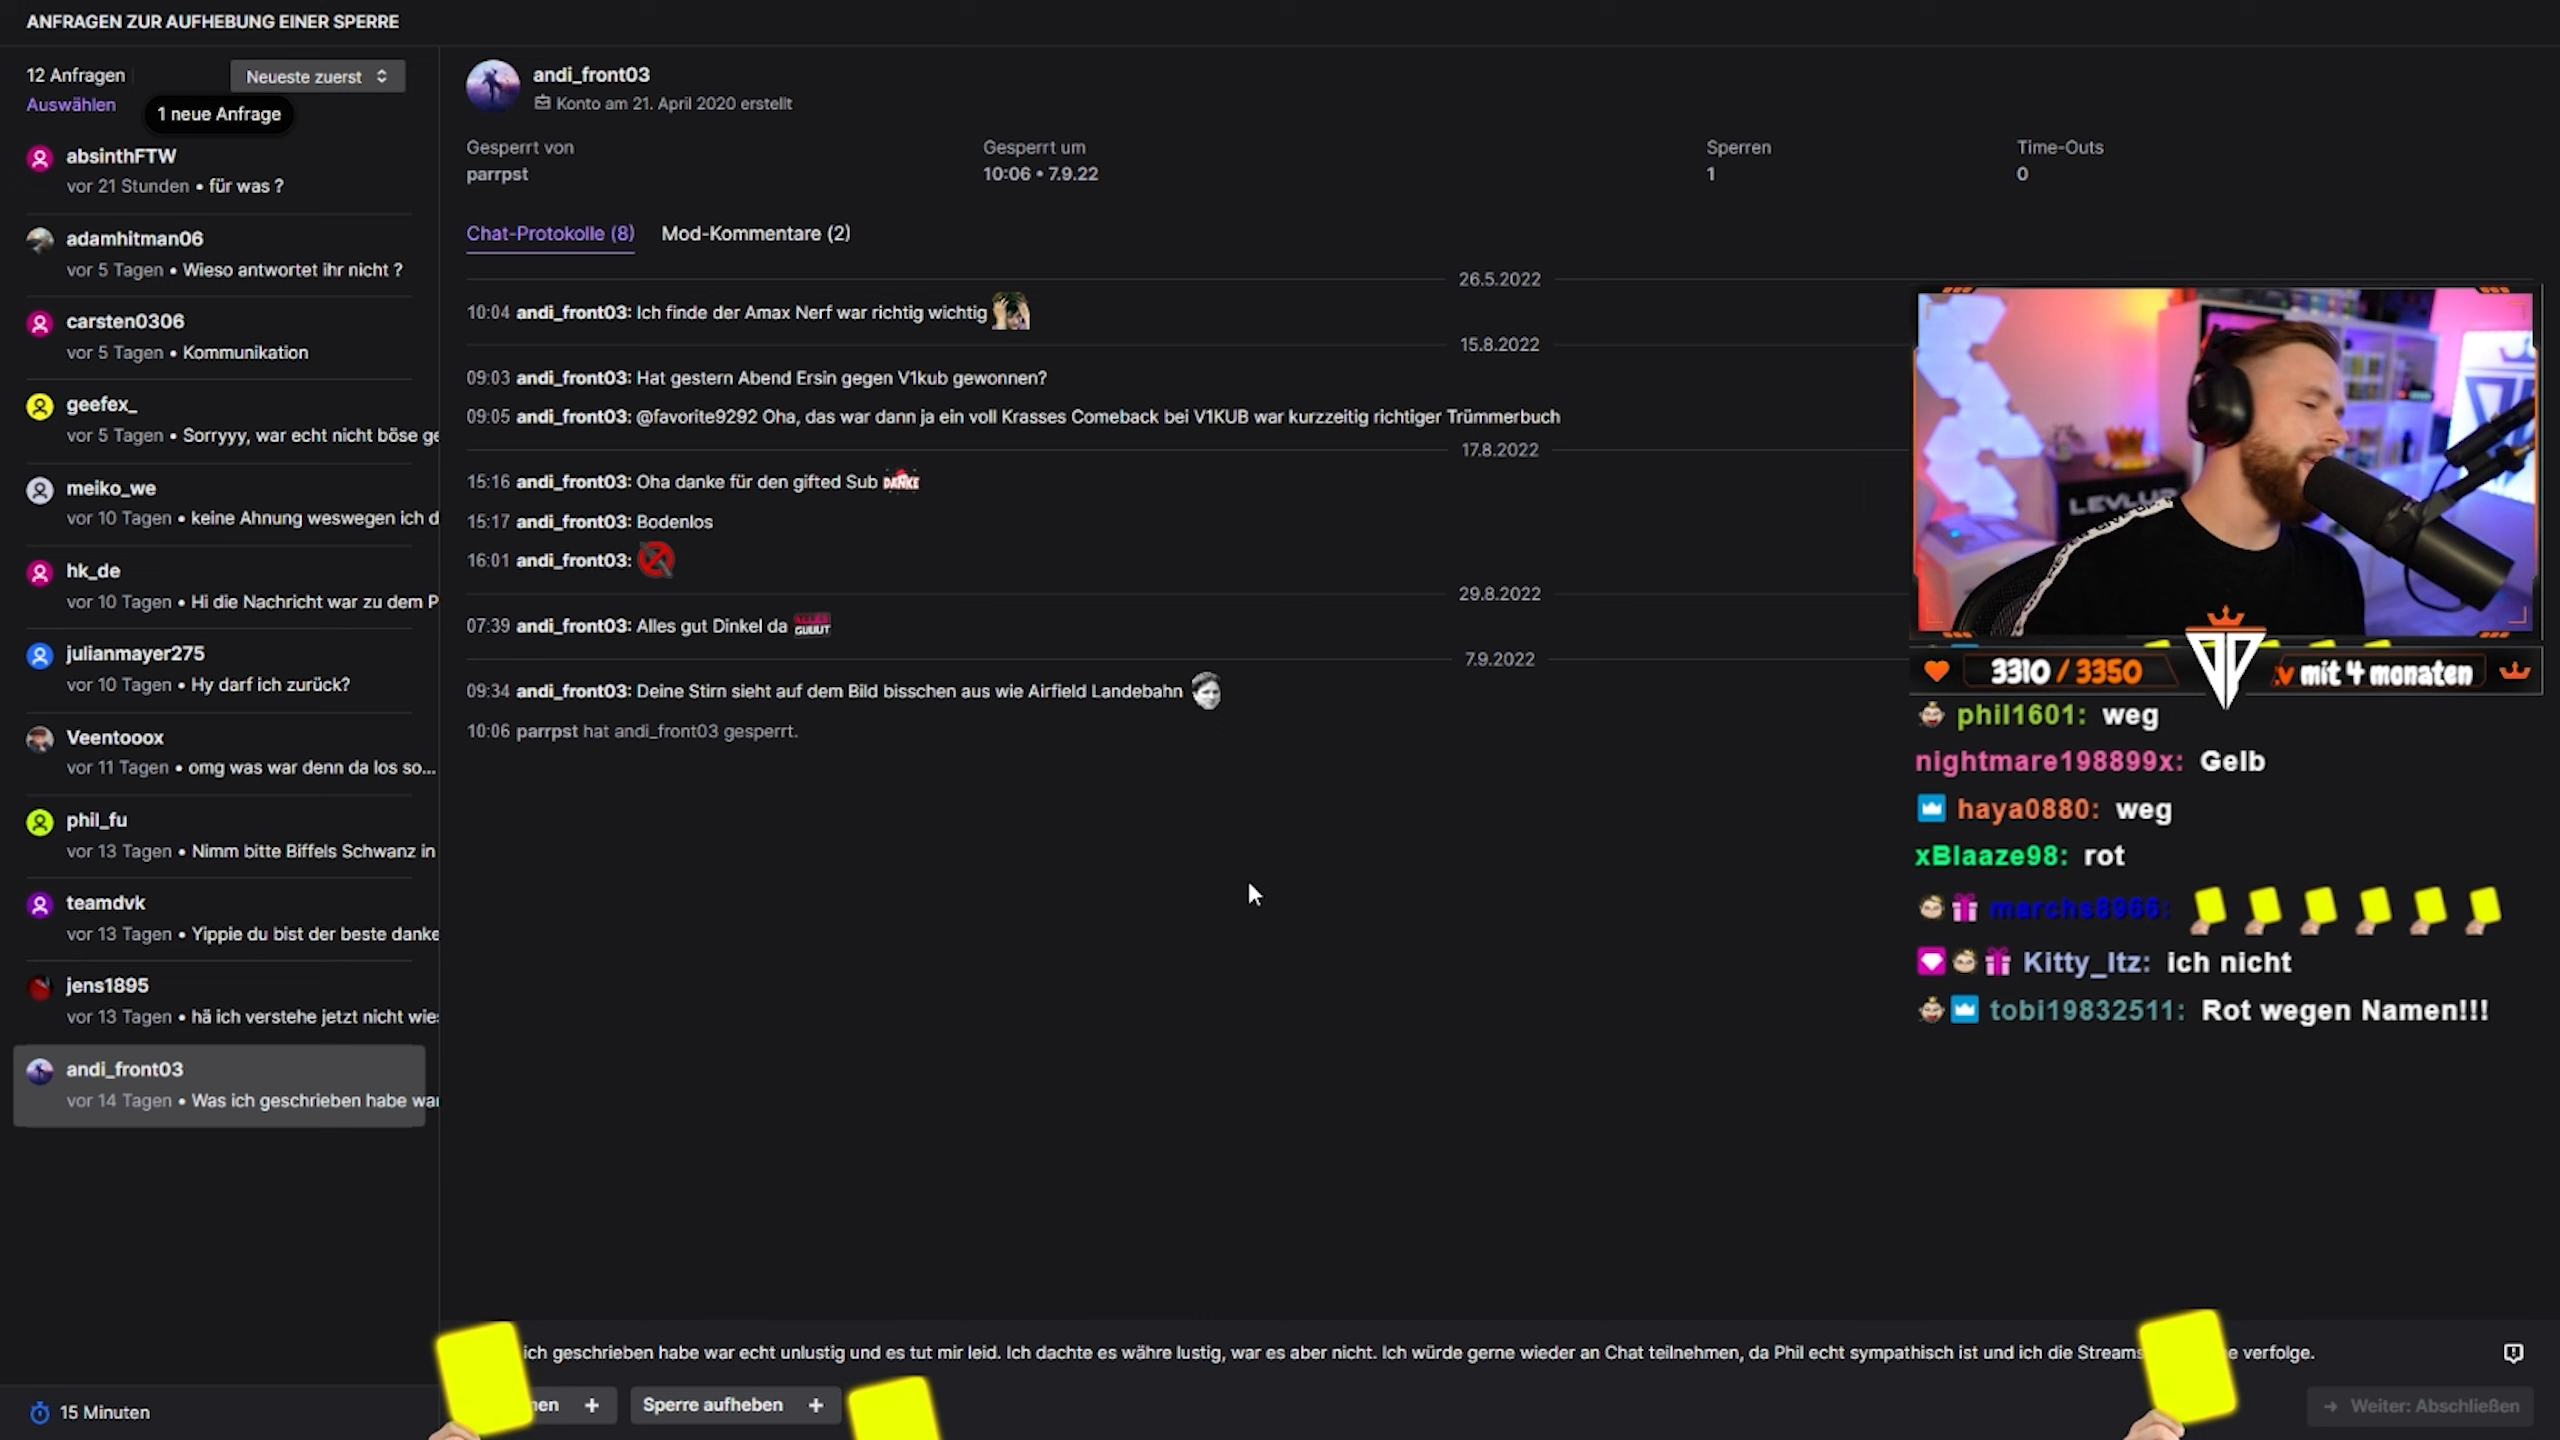 ANFRAGEN ZUR AUFHEBUNG EINER SPERRE
12 Anfragen
Neueste zuerst
Auswählen
1 neue Anfrage
absinthFTW
vor 21 Stunden • für was ?
adamhitman06
vor 5 Tagen • Wieso antwortet ihr nicht ?
carsten0306
vor 5 Tagen • Kommunikation
geefex_
vor 5 Tagen • Sorryyy, war echt nicht böse ge
meiko_we
vor 10 Tagen • keine Ahnung weswegen ich d
hk_de
vor 10 Tagen • Hi die Nachricht war zu dem P
julianmayer275
vor 10 Tagen • Hy darf ich zurück?
Veentooox
vor 11 Tagen • omg was war denn da los so...
phil_fu
vor 13 Tagen • Nimm bitte Biffels Schwanz in
teamdvk
vor 13 Tagen • Yippie du bist der beste danke
jens1895
vor 13 Tagen • hä ich verstehe jetzt nicht wie
andi_front03
vor 14 Tagen • Was ich geschrieben habe war
15 Minuten
andi_front03
Konto am 21. April 2020 erstellt
Gesperrt von
parrpst
Gesperrt um
10:06 • 7.9.22
Sperren
1
Time-Outs
0
Chat-Protokolle (8) Mod-Kommentare (2)
26.5.2022
10:04 andi_front03: Ich finde der Amax Nerf war richtig wichtig
15.8.2022
09:03 andi_front03: Hat gestern Abend Ersin gegen V1kub gewonnen?
09:05 andi_front03: @favorite9292 Oha, das war dann ja ein voll Krasses Comeback bei V1KUB war kurzzeitig richtiger Trümmerbuch
17.8.2022
15:16 andi_front03: Oha danke für den gifted Sub DANKE
15:17 andi_front03: Bodenlos
16:01 andi_front03:
29.8.2022
07:39 andi_front03: Alles gut Dinkel da GUUUT
7.9.2022
09:34 andi_front03: Deine Stirn sieht auf dem Bild bisschen aus wie Airfield Landebahn
10:06 parrpst hat andi_front03 gesperrt.
LEVLUP
3310 / 3350
mit 4 monaten
phil1601: weg
nightmare198899x: Gelb
haya0880: weg
xBlaaze98: rot
marchs8966:
Kitty_Itz: ich nicht
tobi19832511: Rot wegen Namen!!!
ich geschrieben habe war echt unlustig und es tut mir leid. Ich dachte es währe lustig, war es aber nicht. Ich würde gerne wieder an Chat teilnehmen, da Phil echt sympathisch ist und ich die Streams verfolge.
Sperre aufheben
Weiter: Abschließen